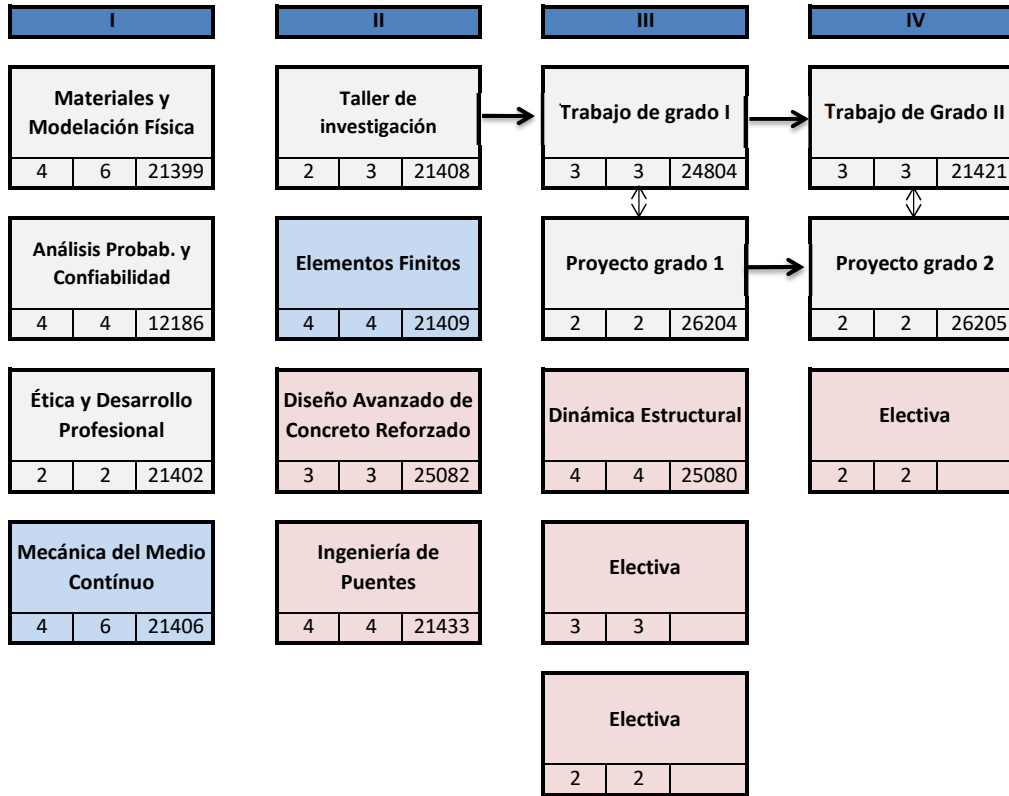 I
II
III
IV
Materiales y
Modelación Física
4 6 21399
Taller de
investigación
2 3 21408
Trabajo de grado I
3 3 24804
Trabajo de Grado II
3 3 21421
Análisis Probab. y
Confiabilidad
4 4 12186
Elementos Finitos
4 4 21409
Proyecto grado 1
2 2 26204
Proyecto grado 2
2 2 26205
Ética y Desarrollo
Profesional
2 2 21402
Diseño Avanzado de
Concreto Reforzado
3 3 25082
Dinámica Estructural
4 4 25080
Electiva
2 2
Mecánica del Medio
Contínuo
4 6 21406
Ingeniería de
Puentes
4 4 21433
Electiva
3 3
Electiva
2 2